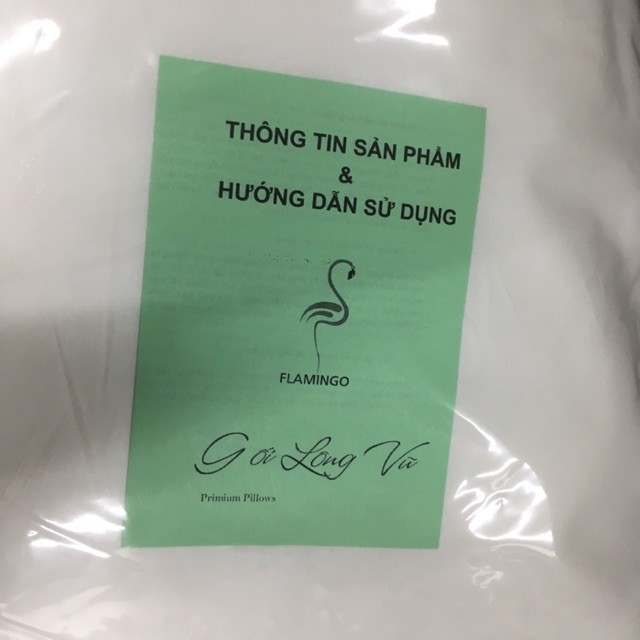 THÔNG TIN SẢN PHẨM
&
HƯỚNG DẪN SỬ DỤNG
FLAMINGO
Gối Lông Vũ
Primium Pillows